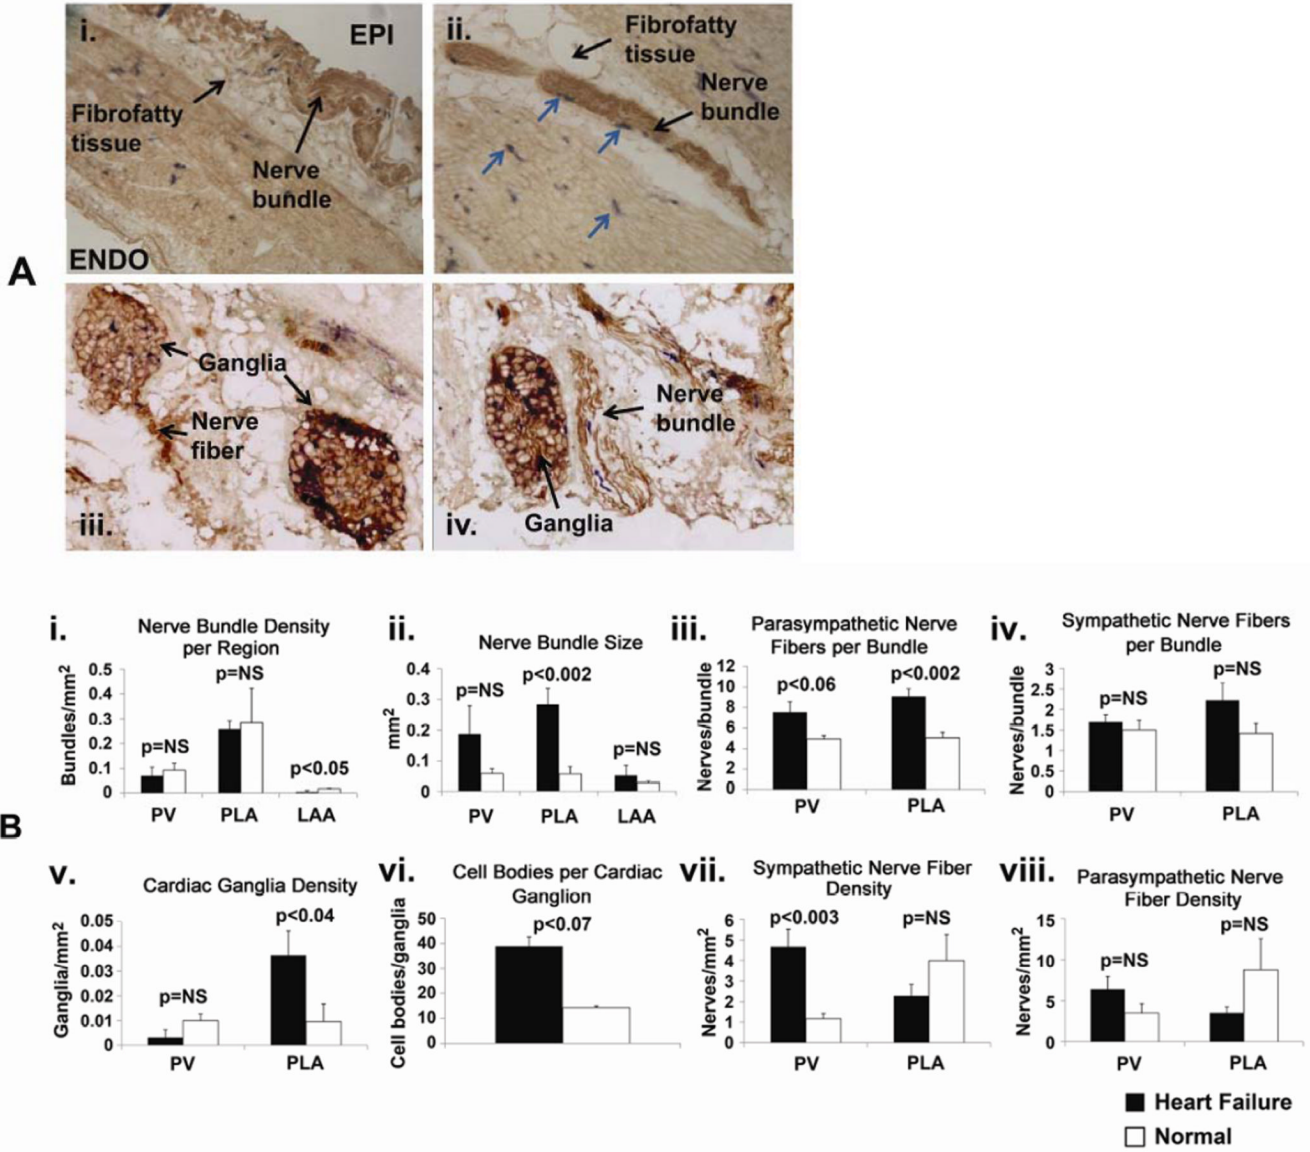 A
i.
EPI
Fibrofatty
tissue
Nerve
bundle
ENDO
ii.
Fibrofatty
tissue
Nerve
bundle
iii.
Ganglia
Nerve
fiber
iv.
Nerve
bundle
Ganglia
B
i.
Nerve Bundle Density
per Region
Bundles/mm2
0.5
0.4
0.3
0.2
0.1
0
p=NS
p=NS
p<0.05
PV
PLA
LAA
ii.
Nerve Bundle Size
mm2
0.4
0.3
0.2
0.1
0
p=NS
p<0.002
p=NS
PV
PLA
LAA
iii.
Parasympathetic Nerve
Fibers per Bundle
Nerves/bundle
12
10
8
6
4
2
0
p<0.06
p<0.002
PV
PLA
iv.
Sympathetic Nerve Fibers
per Bundle
Nerves/bundle
3
2.5
2
1.5
1
0.5
0
p=NS
p=NS
PV
PLA
v.
Cardiac Ganglia Density
Ganglia/mm2
0.05
0.04
0.03
0.02
0.01
0
p=NS
p<0.04
PV
PLA
vi.
Cell Bodies per Cardiac
Ganglion
Cell bodies/ganglia
50
40
30
20
10
0
p<0.07
vii.
Sympathetic Nerve Fiber
Density
Nerves/mm2
6
5
4
3
2
1
0
p<0.003
p=NS
PV
PLA
viii.
Parasympathetic Nerve
Fiber Density
Nerves/mm2
15
10
5
0
p=NS
p=NS
PV
PLA
Heart Failure
Normal